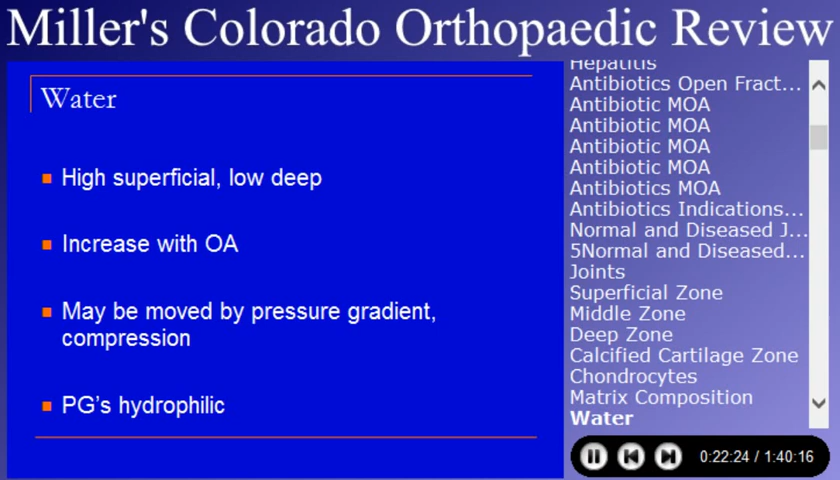 Miller's Colorado Orthopaedic Review
Water
High superficial, low deep
Increase with OA
May be moved by pressure gradient,
compression
PG's hydrophilic
Hepatitis
Antibiotics Open Fract...
Antibiotic MOA
Antibiotic MOA
Antibiotic MOA
Antibiotic MOA
Antibiotics MOA
Antibiotics Indications...
Normal and Diseased J...
5Normal and Diseased...
Joints
Superficial Zone
Middle Zone
Deep Zone
Calcified Cartilage Zone
Chondrocytes
Matrix Composition
Water
0:22:24 / 1:40:16